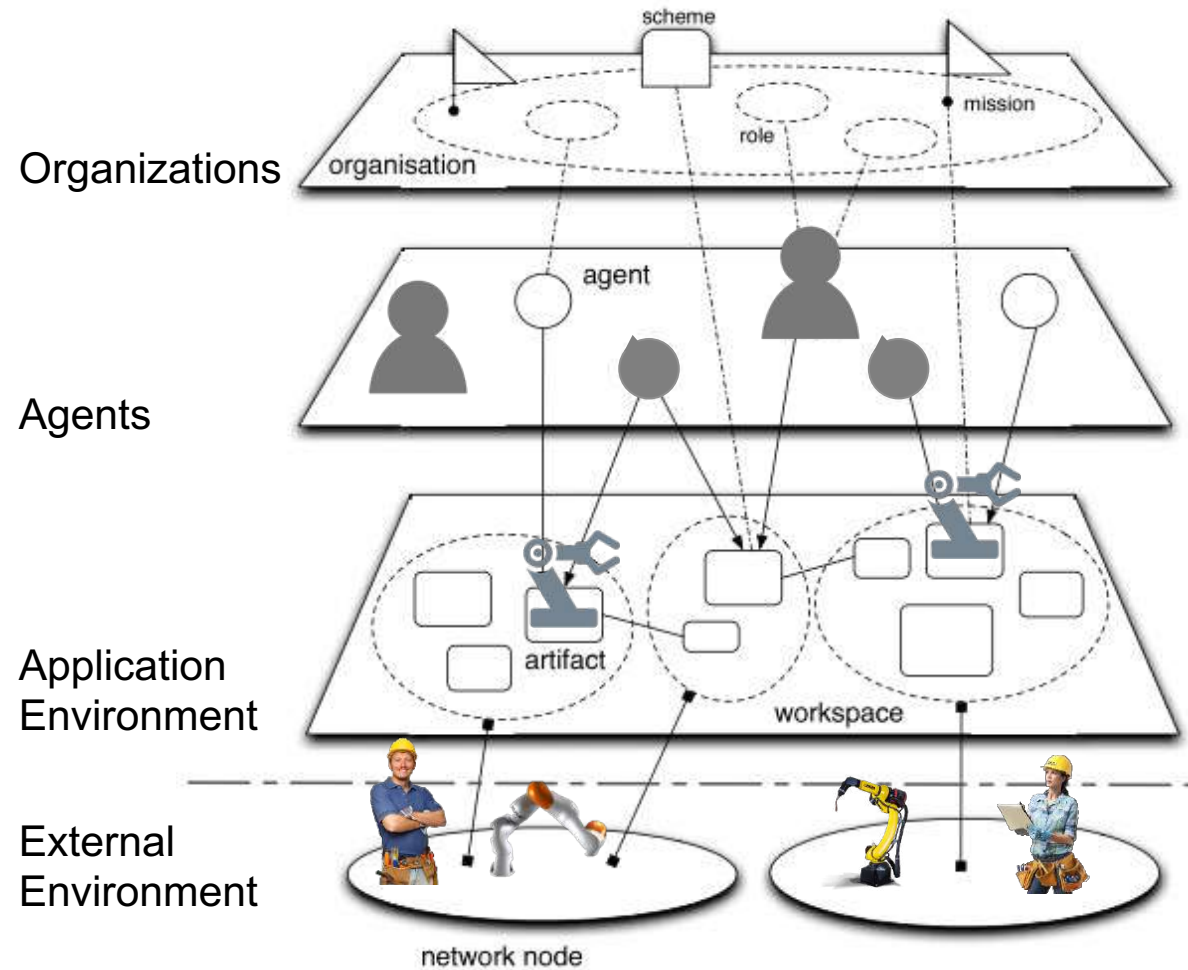 scheme
mission
role
Organizations
organisation
agent
Agents
artifact
Application
Environment
workspace
External
Environment
network node